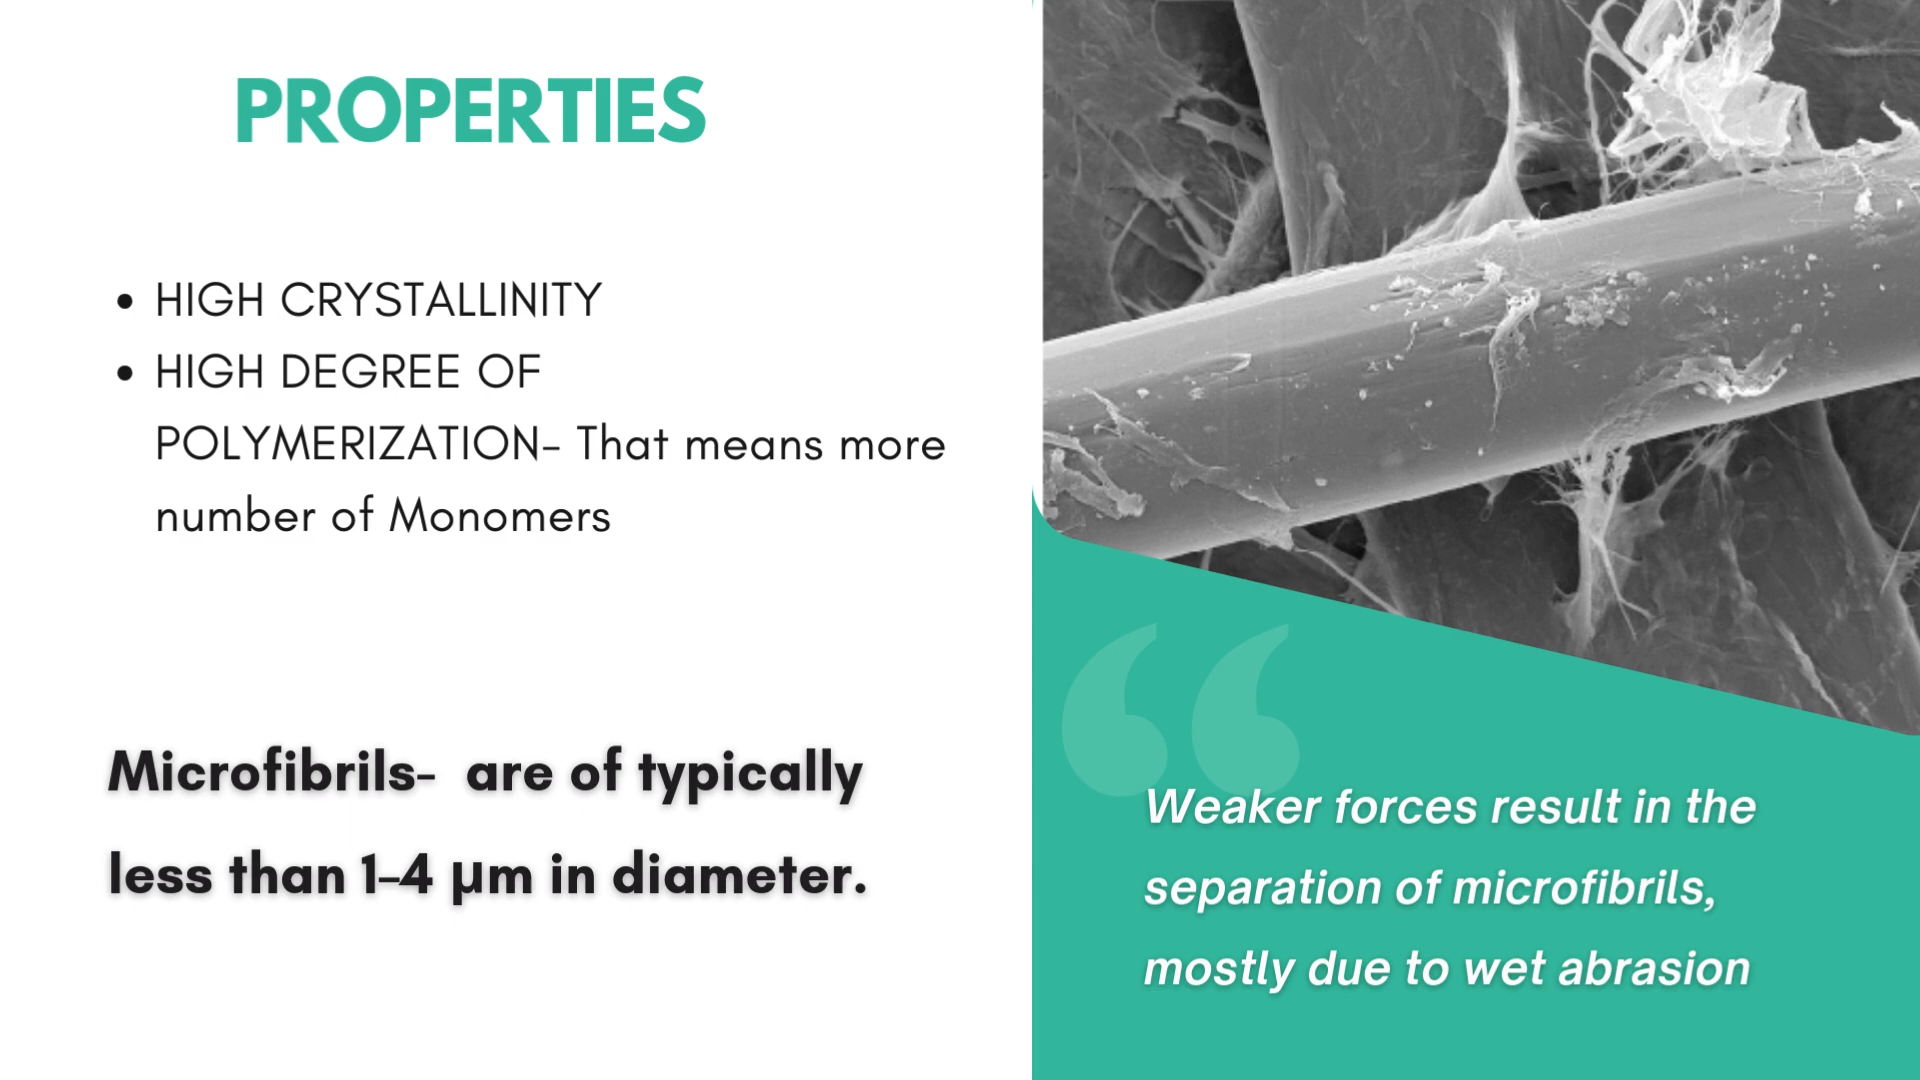 PROPERTIES
• HIGH CRYSTALLINITY
• HIGH DEGREE OF
POLYMERIZATION- That means more
number of Monomers
Microfibrils- are of typically
less than 1–4 µm in diameter.
“
Weaker forces result in the
separation of microfibrils,
mostly due to wet abrasion